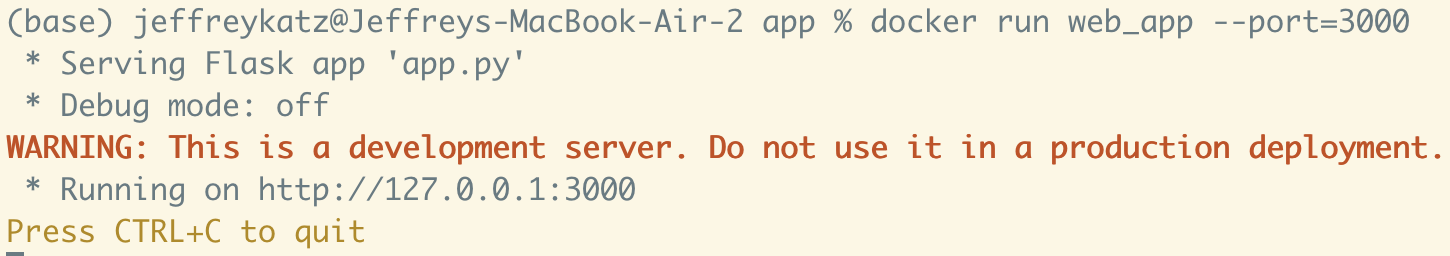 (base) jeffreykatz@Jeffreys-MacBook-Air-2 app % docker run web_app --port=3000
 * Serving Flask app 'app.py'
 * Debug mode: off
WARNING: This is a development server. Do not use it in a production deployment.
 * Running on http://127.0.0.1:3000
Press CTRL+C to quit